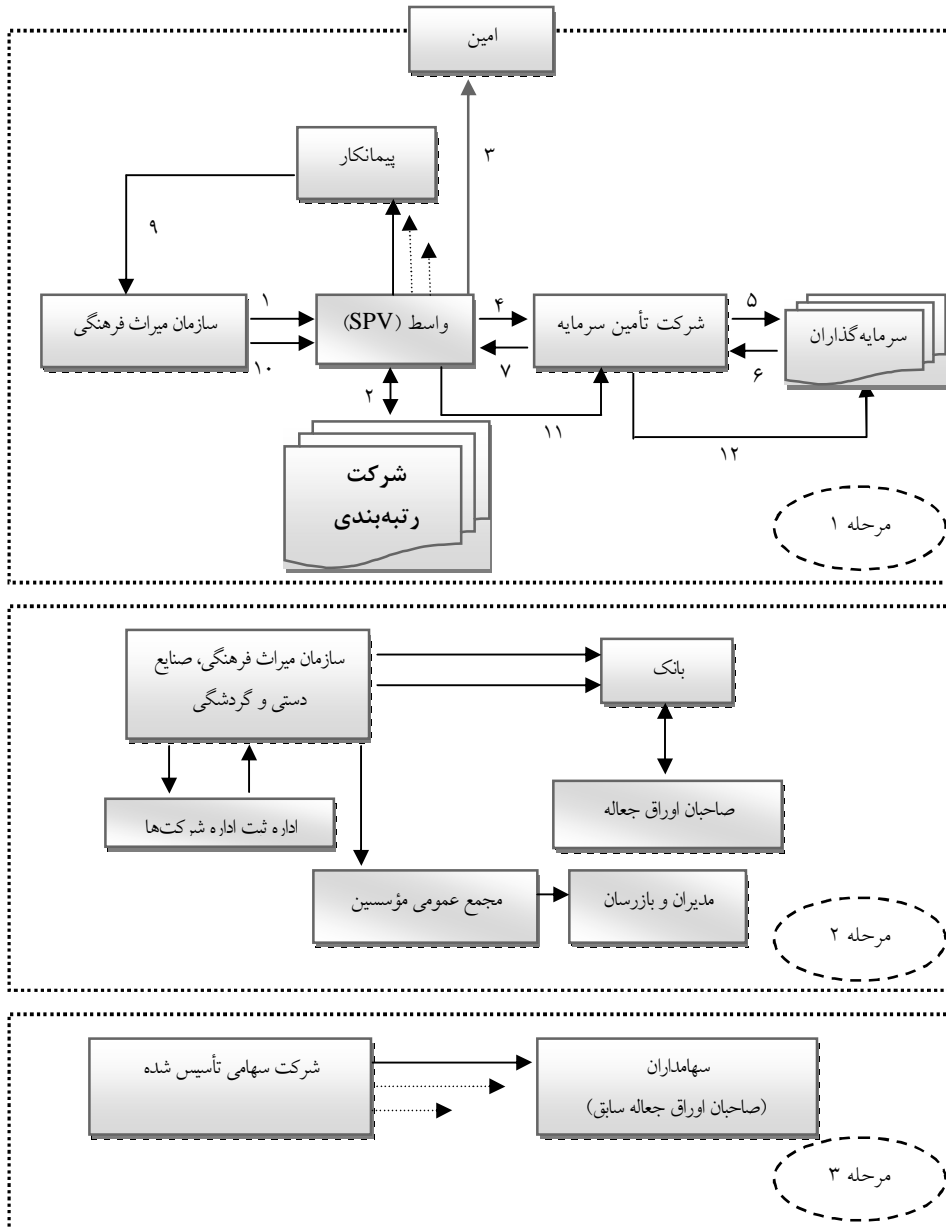 امین
پیمانکار
۳
۹
سازمان میراث فرهنگی
۱
۱۰
واسط (SPV)
۴
۷
شرکت تأمین سرمایه
۵
۶
سرمایه‌گذاران
۲
۱۱
۱۲
شرکت
رتبه‌بندی
مرحله ۱
سازمان میراث فرهنگی، صنایع
دستی و گردشگی
بانک
اداره ثبت اداره شرکت‌ها
صاحبان اوراق جعاله
مجمع عمومی مؤسسین
مدیران و بازرسان
مرحله ۲
شرکت سهامی تأسیس شده
سهامداران
(صاحبان اوراق جعاله سابق)
مرحله ۳